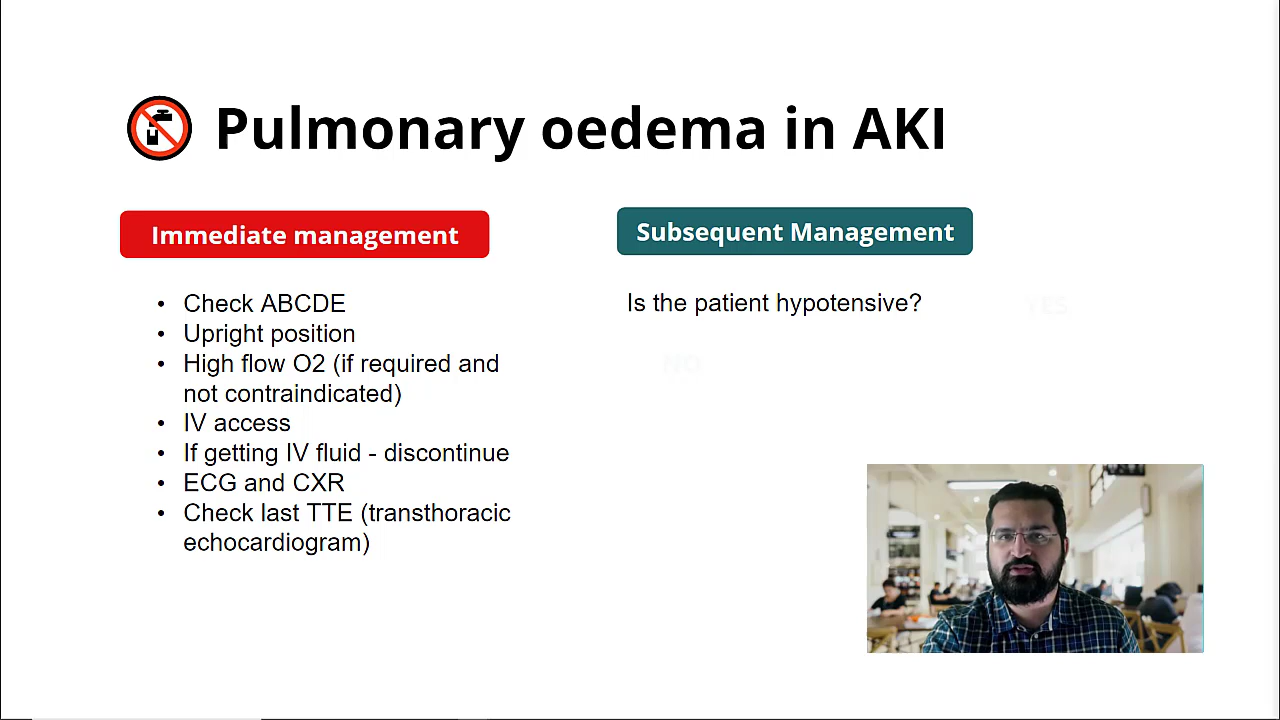 Pulmonary oedema in AKI
Immediate management
• Check ABCDE
• Upright position
• High flow O2 (if required and
not contraindicated)
• IV access
• If getting IV fluid - discontinue
• ECG and CXR
• Check last TTE (transthoracic
echocardiogram)
Subsequent Management
Is the patient hypotensive?
YES
NO